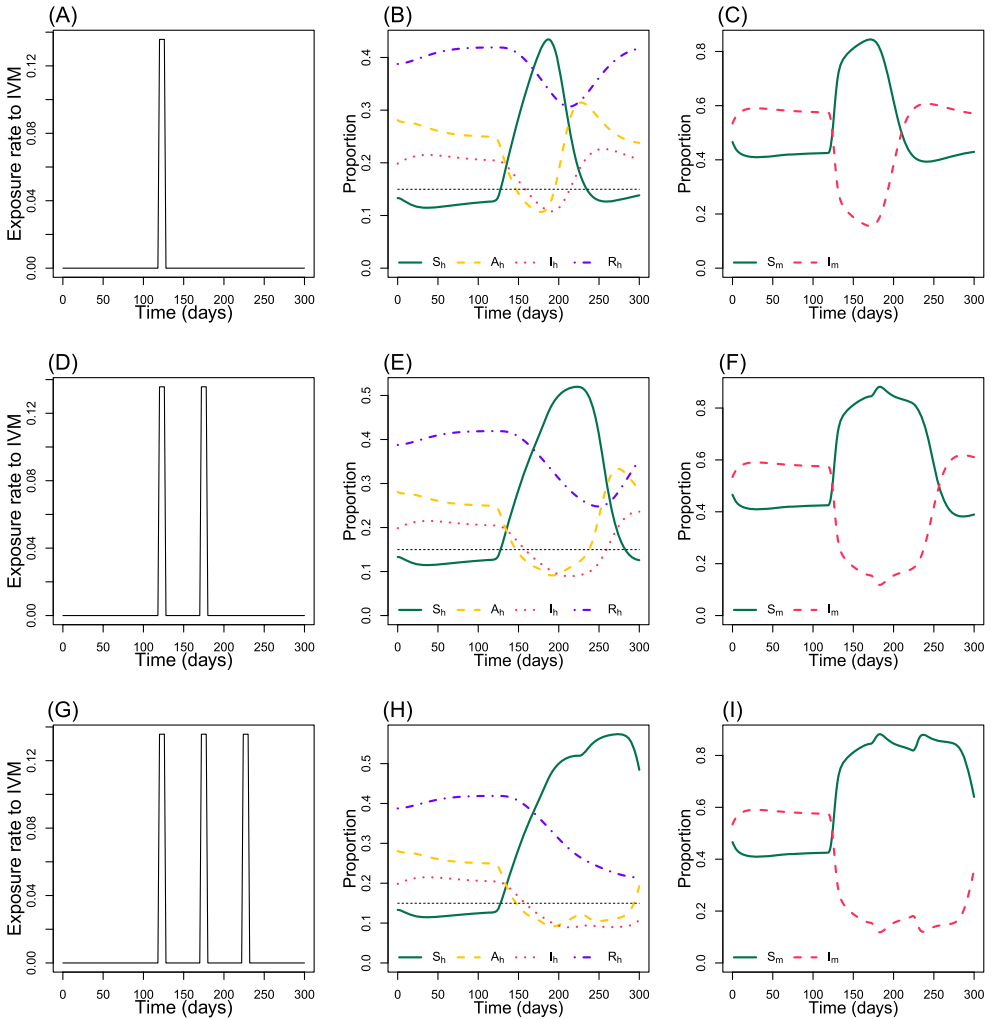 (A)
Exposure rate to IVM
0.00 0.04 0.08 0.12
0 50 100 150 200 250 300
Time (days)
(B)
Proportion
0.0 0.1 0.2 0.3 0.4
Sh Ah Ih Rh
0 50 100 150 200 250 300
Time (days)
(C)
Proportion
0.0 0.2 0.4 0.6 0.8
Sm Im
0 50 100 150 200 250 300
Time (days)
(D)
Exposure rate to IVM
0.00 0.04 0.08 0.12
0 50 100 150 200 250 300
Time (days)
(E)
Proportion
0.0 0.1 0.2 0.3 0.4 0.5
Sh Ah Ih Rh
0 50 100 150 200 250 300
Time (days)
(F)
Proportion
0.0 0.2 0.4 0.6 0.8
Sm Im
0 50 100 150 200 250 300
Time (days)
(G)
Exposure rate to IVM
0.00 0.04 0.08 0.12
0 50 100 150 200 250 300
Time (days)
(H)
Proportion
0.0 0.1 0.2 0.3 0.4 0.5
Sh Ah Ih Rh
0 50 100 150 200 250 300
Time (days)
(I)
Proportion
0.0 0.2 0.4 0.6 0.8
Sm Im
0 50 100 150 200 250 300
Time (days)